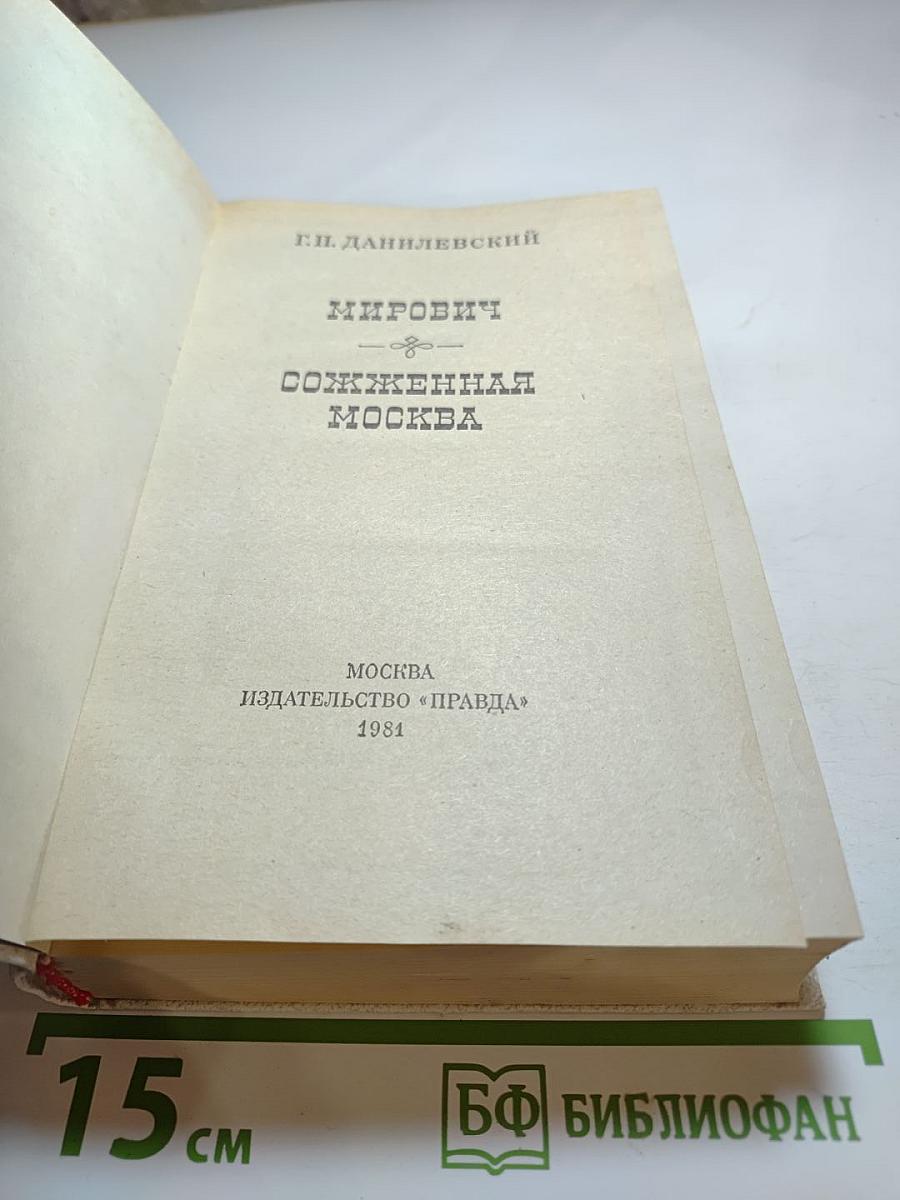 Г. П. ДАНИЛЕВСКИЙ
МИРОВИЧ
СОЖЖЕННАЯ
МОСКВА
МОСКВА
ИЗДАТЕЛЬСТВО «ПРАВДА»
1981
15 см
БФ БИБЛИОФАН